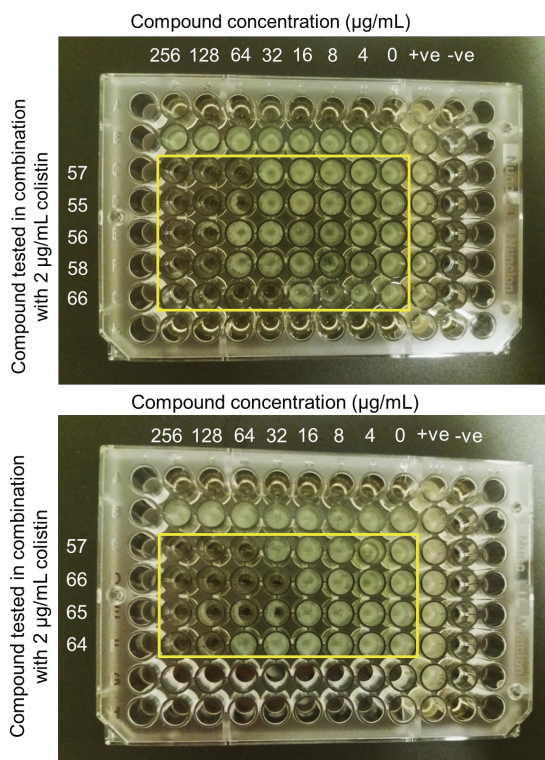 Compound concentration (µg/mL)
256 128 64 32 16 8 4 0 +ve -ve
Compound tested in combination
with 2 µg/mL colistin
57
55
56
58
66
Compound concentration (µg/mL)
256 128 64 32 16 8 4 0 +ve -ve
Compound tested in combination
with 2 µg/mL colistin
57
66
65
64